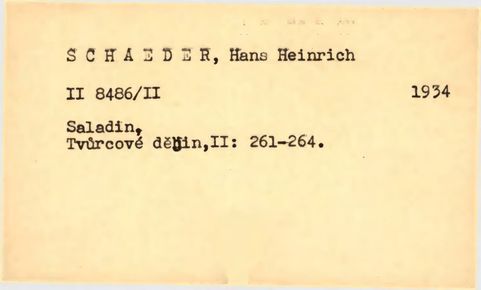 S C H A E D E R, Hans Heinrich
II 8486/II 1934
Saladin,
Tvůrcové dějin,II: 261-264.